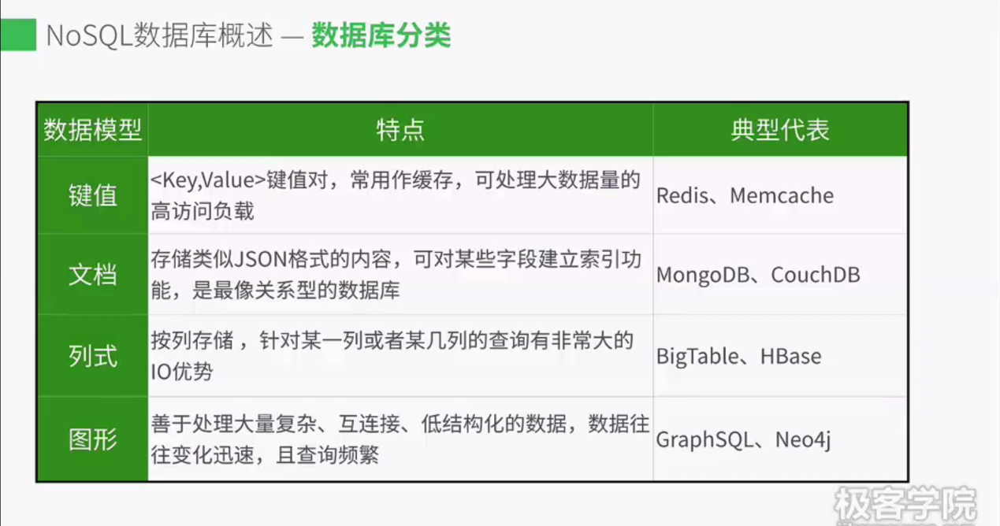 NoSQL数据库概述 — 数据库分类
数据模型
特点
典型代表
键值
<Key,Value>键值对，常用作缓存，可处理大数据量的
高访问负载
Redis、Memcache
文档
存储类似JSON格式的内容，可对某些字段建立索引功
能，是最像关系型的数据库
MongoDB、CouchDB
列式
按列存储 ，针对某一列或者某几列的查询有非常大的
IO优势
BigTable、HBase
图形
善于处理大量复杂、互连接、低结构化的数据，数据往
往变化迅速，且查询频繁
GraphSQL、Neo4j
极客学院